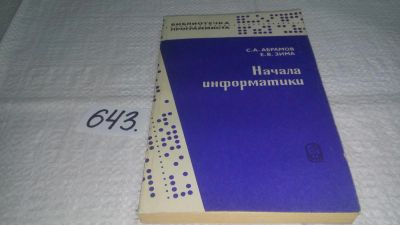 БИБЛИОТЕЧКА
ПРОГРАММИСТА
С.А. АБРАМОВ
Е.В. ЗИМА
Начала
информатики
643.